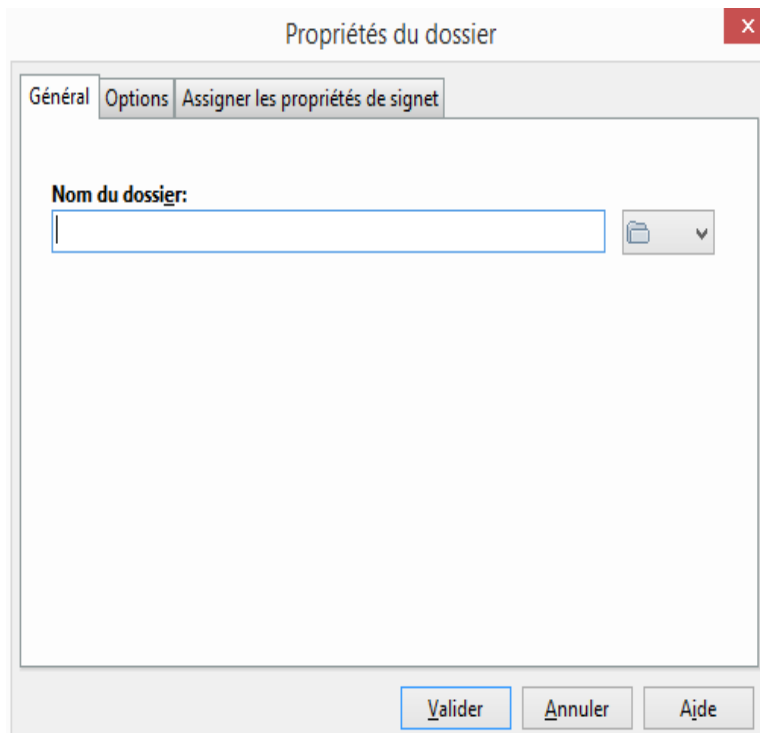 Propriétés du dossier
Général Options Assigner les propriétés de signet
Nom du dossier:
Valider Annuler Aide